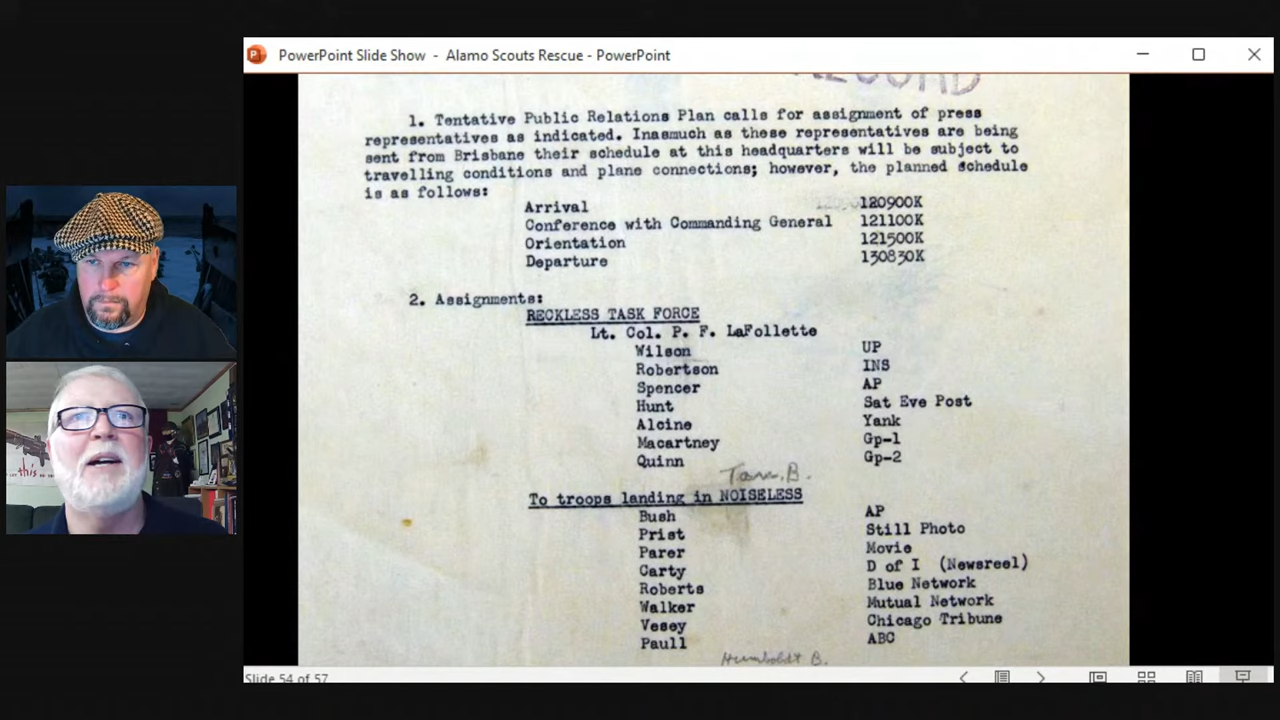 PowerPoint Slide Show - Alamo Scouts Rescue - PowerPoint
1. Tentative Public Relations Plan calls for assignment of press
representatives as indicated. Inasmuch as these representatives are being
sent from Brisbane their schedule at this headquarters will be subject to
travelling conditions and plane connections; however, the planned schedule
is as follows:
Arrival 120900K
Conference with Commanding General 121100K
Orientation 121500K
Departure 130830K
2. Assignments:
RECKLESS TASK FORCE
Lt. Col. P. F. LaFollette
Wilson UP
Robertson INS
Spencer AP
Hunt Sat Eve Post
Alcine Yank
Macartney Gp-1
Quinn Gp-2
B.
To troops landing in NOISELESS
Bush AP
Prist Still Photo
Parer Movie
Carty D of I (Newsreel)
Roberts Blue Network
Walker Mutual Network
Vesey Chicago Tribune
Paull ABC
Humboldt B.
Slide 54 of 57
this